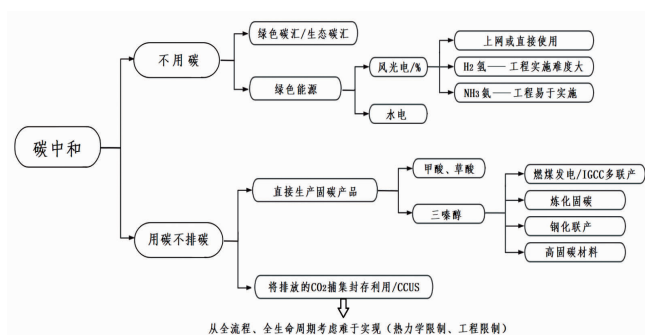 碳中和
不用碳
绿色碳汇/生态碳汇
绿色能源
风光电/%
上网或直接使用
H2 氢——工程实施难度大
NH3 氨——工程易于实施
水电
用碳不排碳
直接生产固碳产品
甲酸、草酸
三嗪醇
燃煤发电/IGCC多联产
炼化固碳
钢化联产
高固碳材料
将排放的CO2捕集封存利用/CCUS
从全流程、全生命周期考虑难于实现（热力学限制、工程限制）